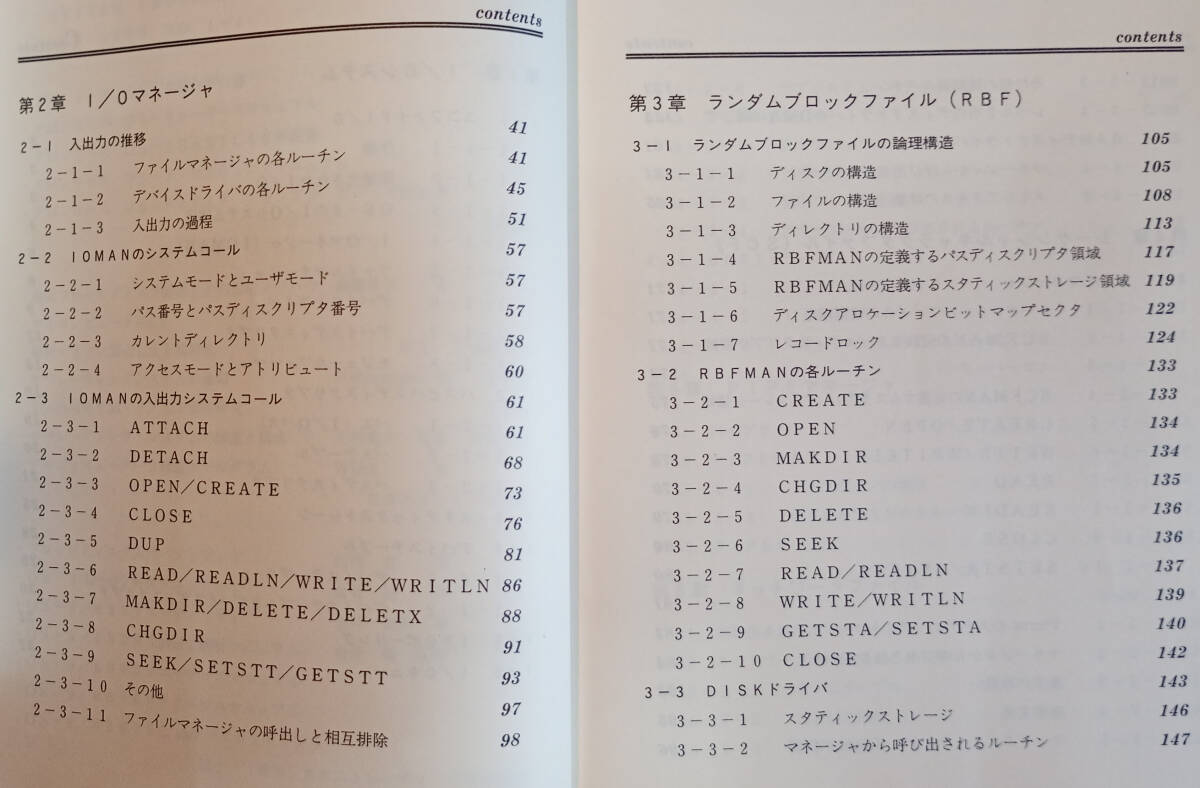 contents
第2章 I/Oマネージャ
2-1 入出力の推移 41
2-1-1 ファイルマネージャの各ルーチン 41
2-1-2 デバイスドライバの各ルーチン 45
2-1-3 入出力の過程 51
2-2 IOMANのシステムコール 57
2-2-1 システムモードとユーザモード 57
2-2-2 パス番号とパスディスクリプタ番号 57
2-2-3 カレントディレクトリ 58
2-2-4 アクセスモードとアトリビュート 60
2-3 IOMANの入出力システムコール 61
2-3-1 ATTACH 61
2-3-2 DETACH 68
2-3-3 OPEN/CREATE 73
2-3-4 CLOSE 76
2-3-5 DUP 81
2-3-6 READ/READLN/WRITE/WRITLN 86
2-3-7 MAKDIR/DELETE/DELETX 88
2-3-8 CHGDIR 91
2-3-9 SEEK/SETSTT/GETSTT 93
2-3-10 その他 97
2-3-11 ファイルマネージャの呼出しと相互排除 98
contents
第3章 ランダムブロックファイル(RBF)
3-1 ランダムブロックファイルの論理構造 105
3-1-1 ディスクの構造 105
3-1-2 ファイルの構造 108
3-1-3 ディレクトリの構造 113
3-1-4 RBFMANの定義するパスディスクリプタ領域 117
3-1-5 RBFMANの定義するスタティックストレージ領域 119
3-1-6 ディスクアロケーションビットマップセクタ 122
3-1-7 レコードロック 124
3-2 RBFMANの各ルーチン 133
3-2-1 CREATE 133
3-2-2 OPEN 134
3-2-3 MAKDIR 134
3-2-4 CHGDIR 135
3-2-5 DELETE 136
3-2-6 SEEK 136
3-2-7 READ/READLN 137
3-2-8 WRITE/WRITLN 139
3-2-9 GETSTA/SETSTA 140
3-2-10 CLOSE 142
3-3 DISKドライバ 143
3-3-1 スタティックストレージ 146
3-3-2 マネージャから呼び出されるルーチン 147